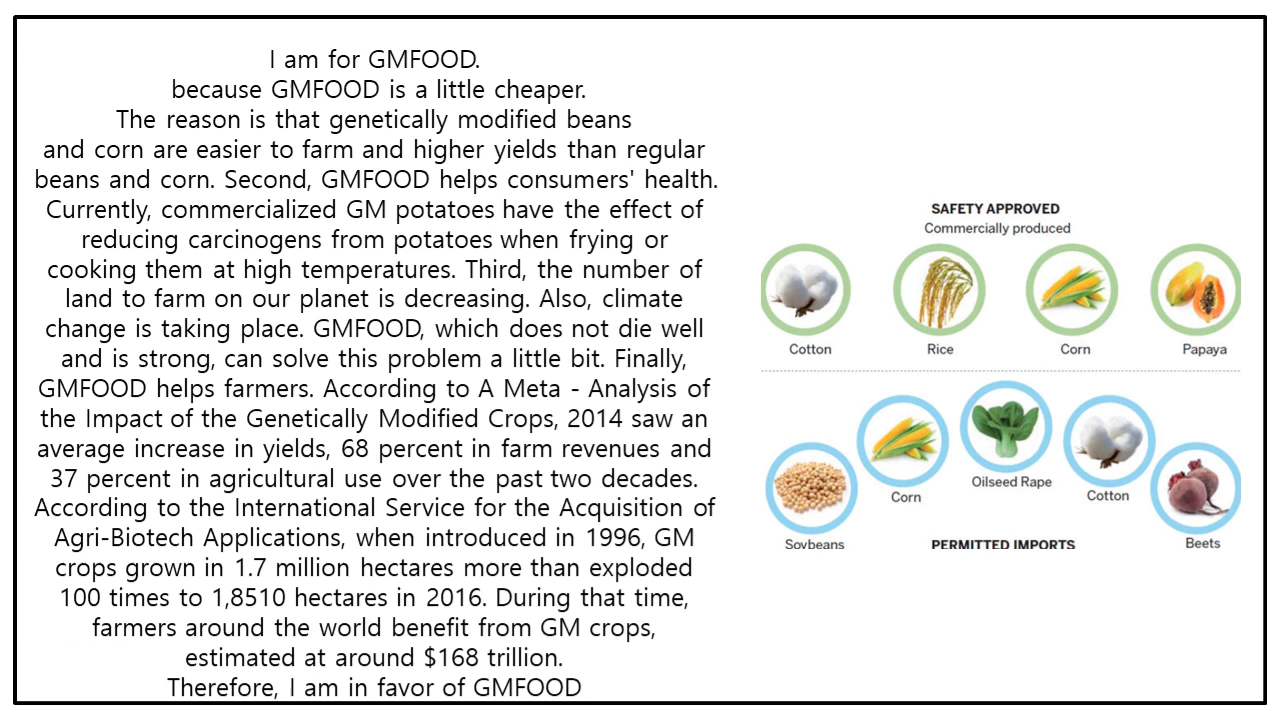 I am for GMFOOD.
because GMFOOD is a little cheaper.
The reason is that genetically modified beans
and corn are easier to farm and higher yields than regular
beans and corn. Second, GMFOOD helps consumers' health.
Currently, commercialized GM potatoes have the effect of
reducing carcinogens from potatoes when frying or
cooking them at high temperatures. Third, the number of
land to farm on our planet is decreasing. Also, climate
change is taking place. GMFOOD, which does not die well
and is strong, can solve this problem a little bit. Finally,
GMFOOD helps farmers. According to A Meta - Analysis of
the Impact of the Genetically Modified Crops, 2014 saw an
average increase in yields, 68 percent in farm revenues and
37 percent in agricultural use over the past two decades.
According to the International Service for the Acquisition of
Agri-Biotech Applications, when introduced in 1996, GM
crops grown in 1.7 million hectares more than exploded
100 times to 1,8510 hectares in 2016. During that time,
farmers around the world benefit from GM crops,
estimated at around $168 trillion.
Therefore, I am in favor of GMFOOD
SAFETY APPROVED
Commercially produced
Cotton
Rice
Corn
Papaya
Soybeans
Corn
Oilseed Rape
Cotton
Beets
PERMITTED IMPORTS